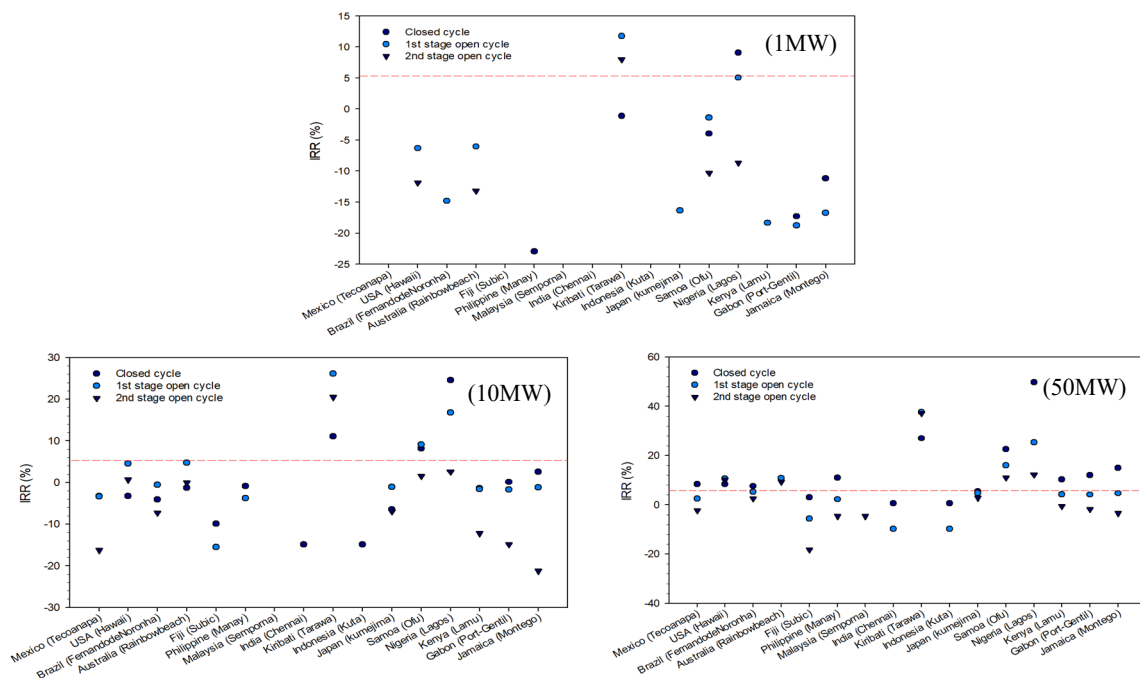 15
10
5
0
-5
-10
-15
-20
-25
IRR (%)
Closed cycle
1st stage open cycle
2nd stage open cycle
(1MW)
Mexico (Tecoanapa)
USA (Hawaii)
Brazil (FernandodeNoronha)
Australia (Rainbowbeach)
Fiji (Subic)
Philippine (Manay)
Malaysia (Semporna)
India (Chennai)
Kiribati (Tarawa)
Indonesia (Kuta)
Japan (kumejima)
Samoa (Ofu)
Nigeria (Lagos)
Kenya (Lamu)
Gabon (Port-Gentil)
Jamaica (Montego)
30
20
10
0
-10
-20
-30
IRR (%)
Closed cycle
1st stage open cycle
2nd stage open cycle
(10MW)
Mexico (Tecoanapa)
USA (Hawaii)
Brazil (FernandodeNoronha)
Australia (Rainbowbeach)
Fiji (Subic)
Philippine (Manay)
Malaysia (Semporna)
India (Chennai)
Kiribati (Tarawa)
Indonesia (Kuta)
Japan (kumejima)
Samoa (Ofu)
Nigeria (Lagos)
Kenya (Lamu)
Gabon (Port-Gentil)
Jamaica (Montego)
60
40
20
0
-20
-40
IRR (%)
Closed cycle
1st stage open cycle
2nd stage open cycle
(50MW)
Mexico (Tecoanapa)
USA (Hawaii)
Brazil (FernandodeNoronha)
Australia (Rainbowbeach)
Fiji (Subic)
Philippine (Manay)
Malaysia (Semporna)
India (Chennai)
Kiribati (Tarawa)
Indonesia (Kuta)
Japan (kumejima)
Samoa (Ofu)
Nigeria (Lagos)
Kenya (Lamu)
Gabon (Port-Gentil)
Jamaica (Montego)